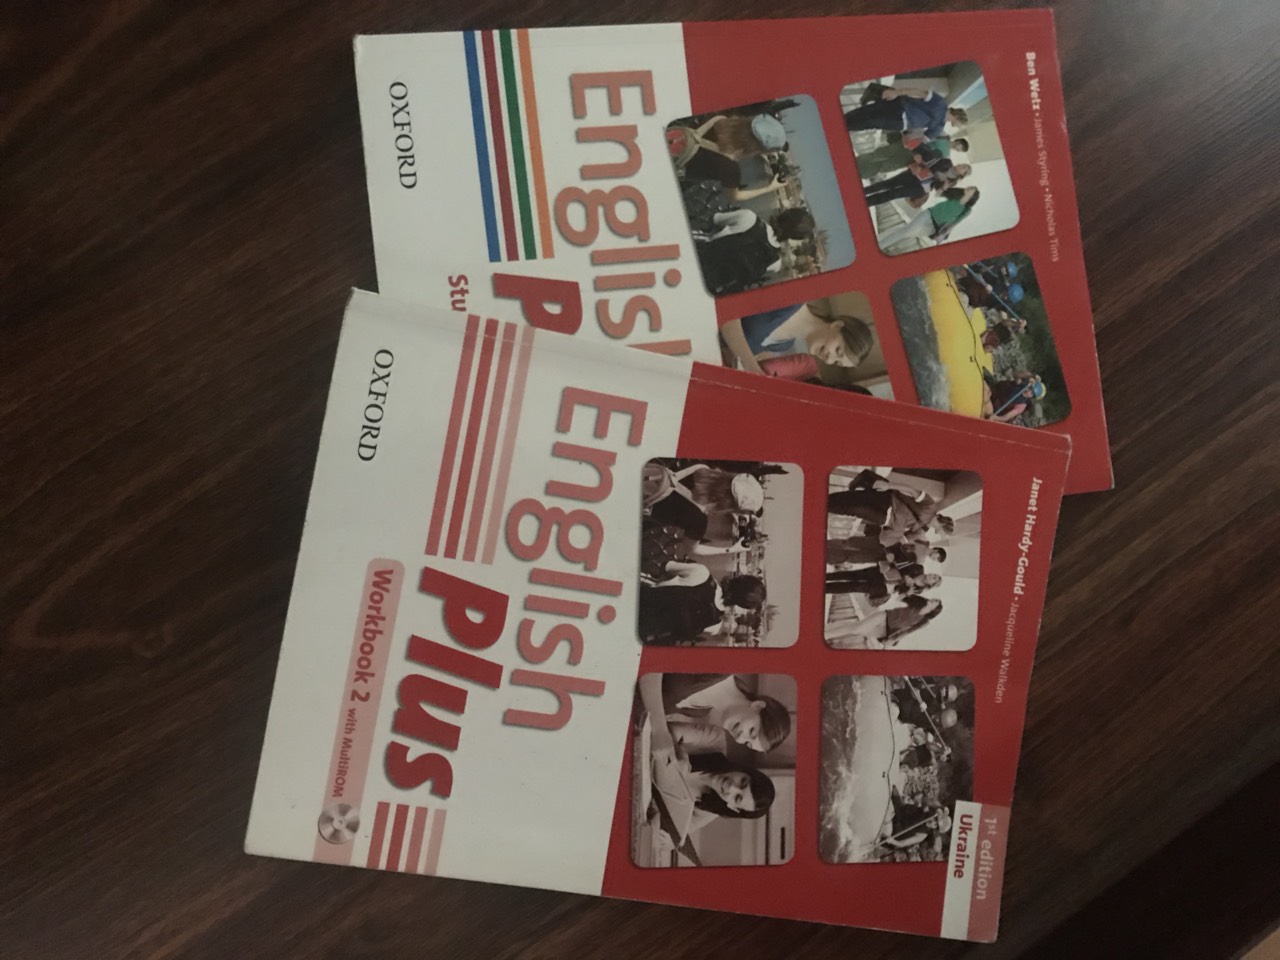 Ben Wetz • James Styring • Nicholas Tims
English
P
Stu
OXFORD
Janet Hardy-Gould • Jacqueline Walkden
1st edition
Ukraine
English
Plus
Workbook 2 with MultiROM
OXFORD